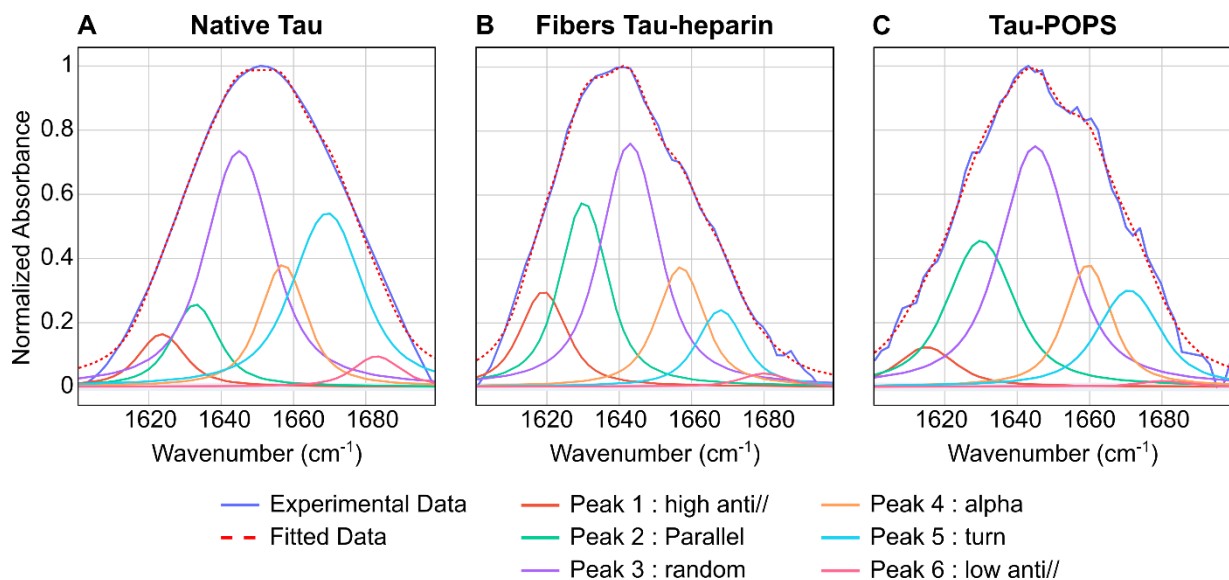 A Native Tau
B Fibers Tau-heparin
C Tau-POPS
Normalized Absorbance
1
0.8
0.6
0.4
0.2
0
1620 1640 1660 1680
1620 1640 1660 1680
1620 1640 1660 1680
Wavenumber (cm⁻¹)
Wavenumber (cm⁻¹)
Wavenumber (cm⁻¹)
Experimental Data
Fitted Data
Peak 1 : high anti//
Peak 2 : Parallel
Peak 3 : random
Peak 4 : alpha
Peak 5 : turn
Peak 6 : low anti//